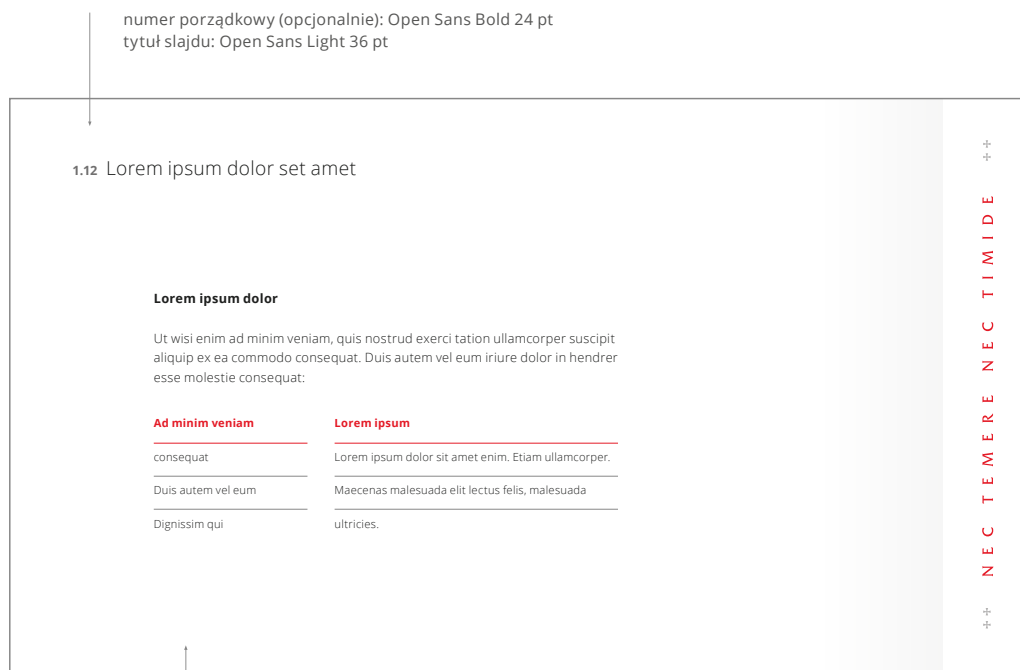 numer porządkowy (opcjonalnie): Open Sans Bold 24 pt
tytuł slajdu: Open Sans Light 36 pt
1.12 Lorem ipsum dolor set amet
Lorem ipsum dolor
Ut wisi enim ad minim veniam, quis nostrud exerci tation ullamcorper suscipit
aliquip ex ea commodo consequat. Duis autem vel eum iriure dolor in hendrer
esse molestie consequat:
Ad minim veniam Lorem ipsum
consequat Lorem ipsum dolor sit amet enim. Etiam ullamcorper.
Duis autem vel eum Maecenas malesuada elit lectus felis, malesuada
Dignissim qui ultricies.
NEC TEMERE NEC TIMIDE